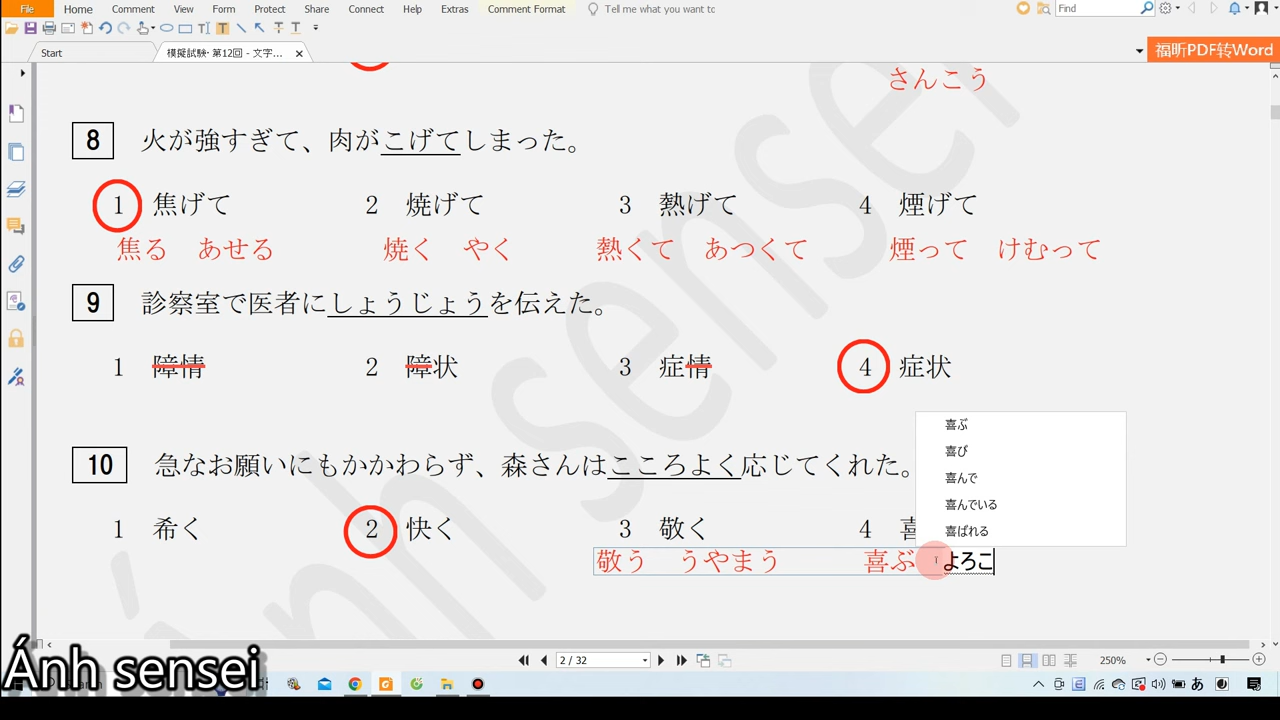 File Home Comment View Form Protect Share Connect Help Extras Comment Format Tell me what you want to Find
Start 模擬試験・第12回 - 文字... 福昕PDF转Word
さんこう
8 火が強すぎて、肉がこげてしまった。
1 焦げて 2 焼げて 3 熱げて 4 煙げて
焦る あせる 焼く やく 熱くて あつくて 煙って けむって
9 診察室で医者にしょうじょうを伝えた。
1 障情 2 障状 3 症情 4 症状
喜ぶ
喜び
喜んで
喜んでいる
喜ばれる
10 急なお願いにもかかわらず、森さんはこころよく応じてくれた。
1 希く 2 快く 3 敬く 4
敬う うやまう 喜ぶ よろこ
Ánh sensei
2 / 32 250%